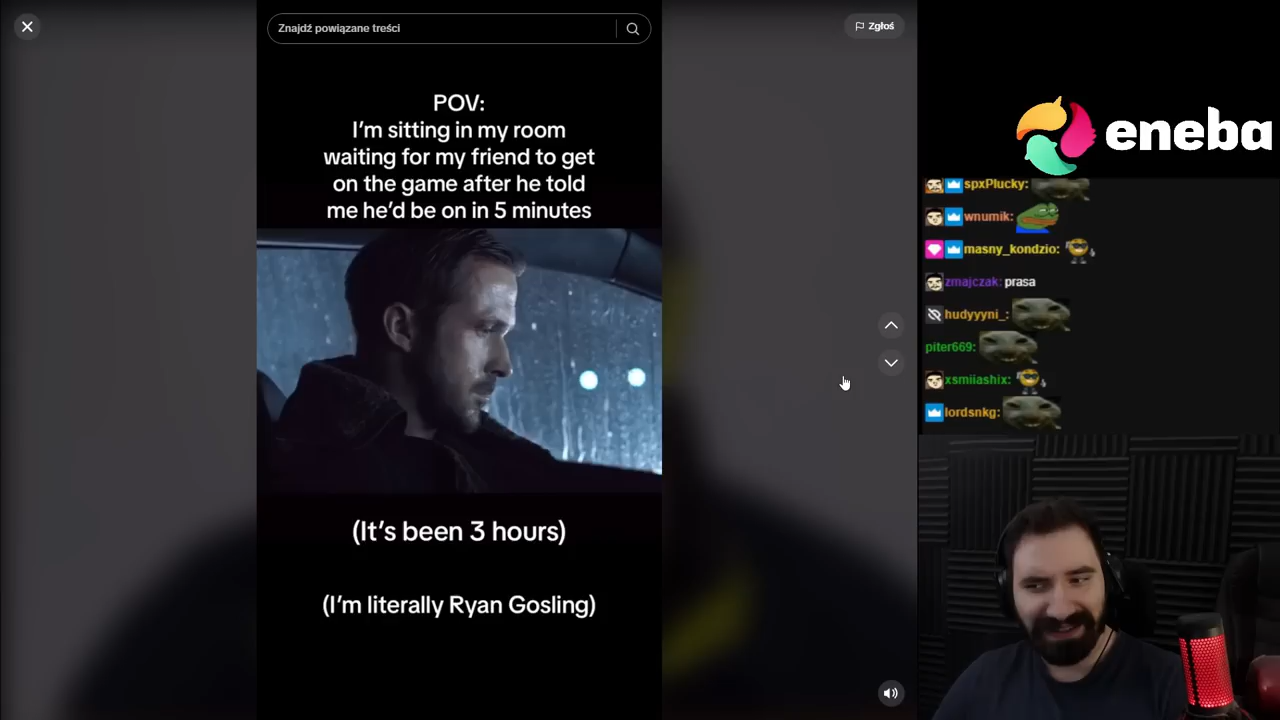 Znajdź powiązane treści
Zgłoś
POV:
I'm sitting in my room
waiting for my friend to get
on the game after he told
me he'd be on in 5 minutes
(It's been 3 hours)
(I'm literally Ryan Gosling)
eneba
spxPlucky:
wnumik:
masny_kondzio:
zmajczak: prasa
hudyyyni_:
piter669:
xsmiiashix:
lordsnkg: